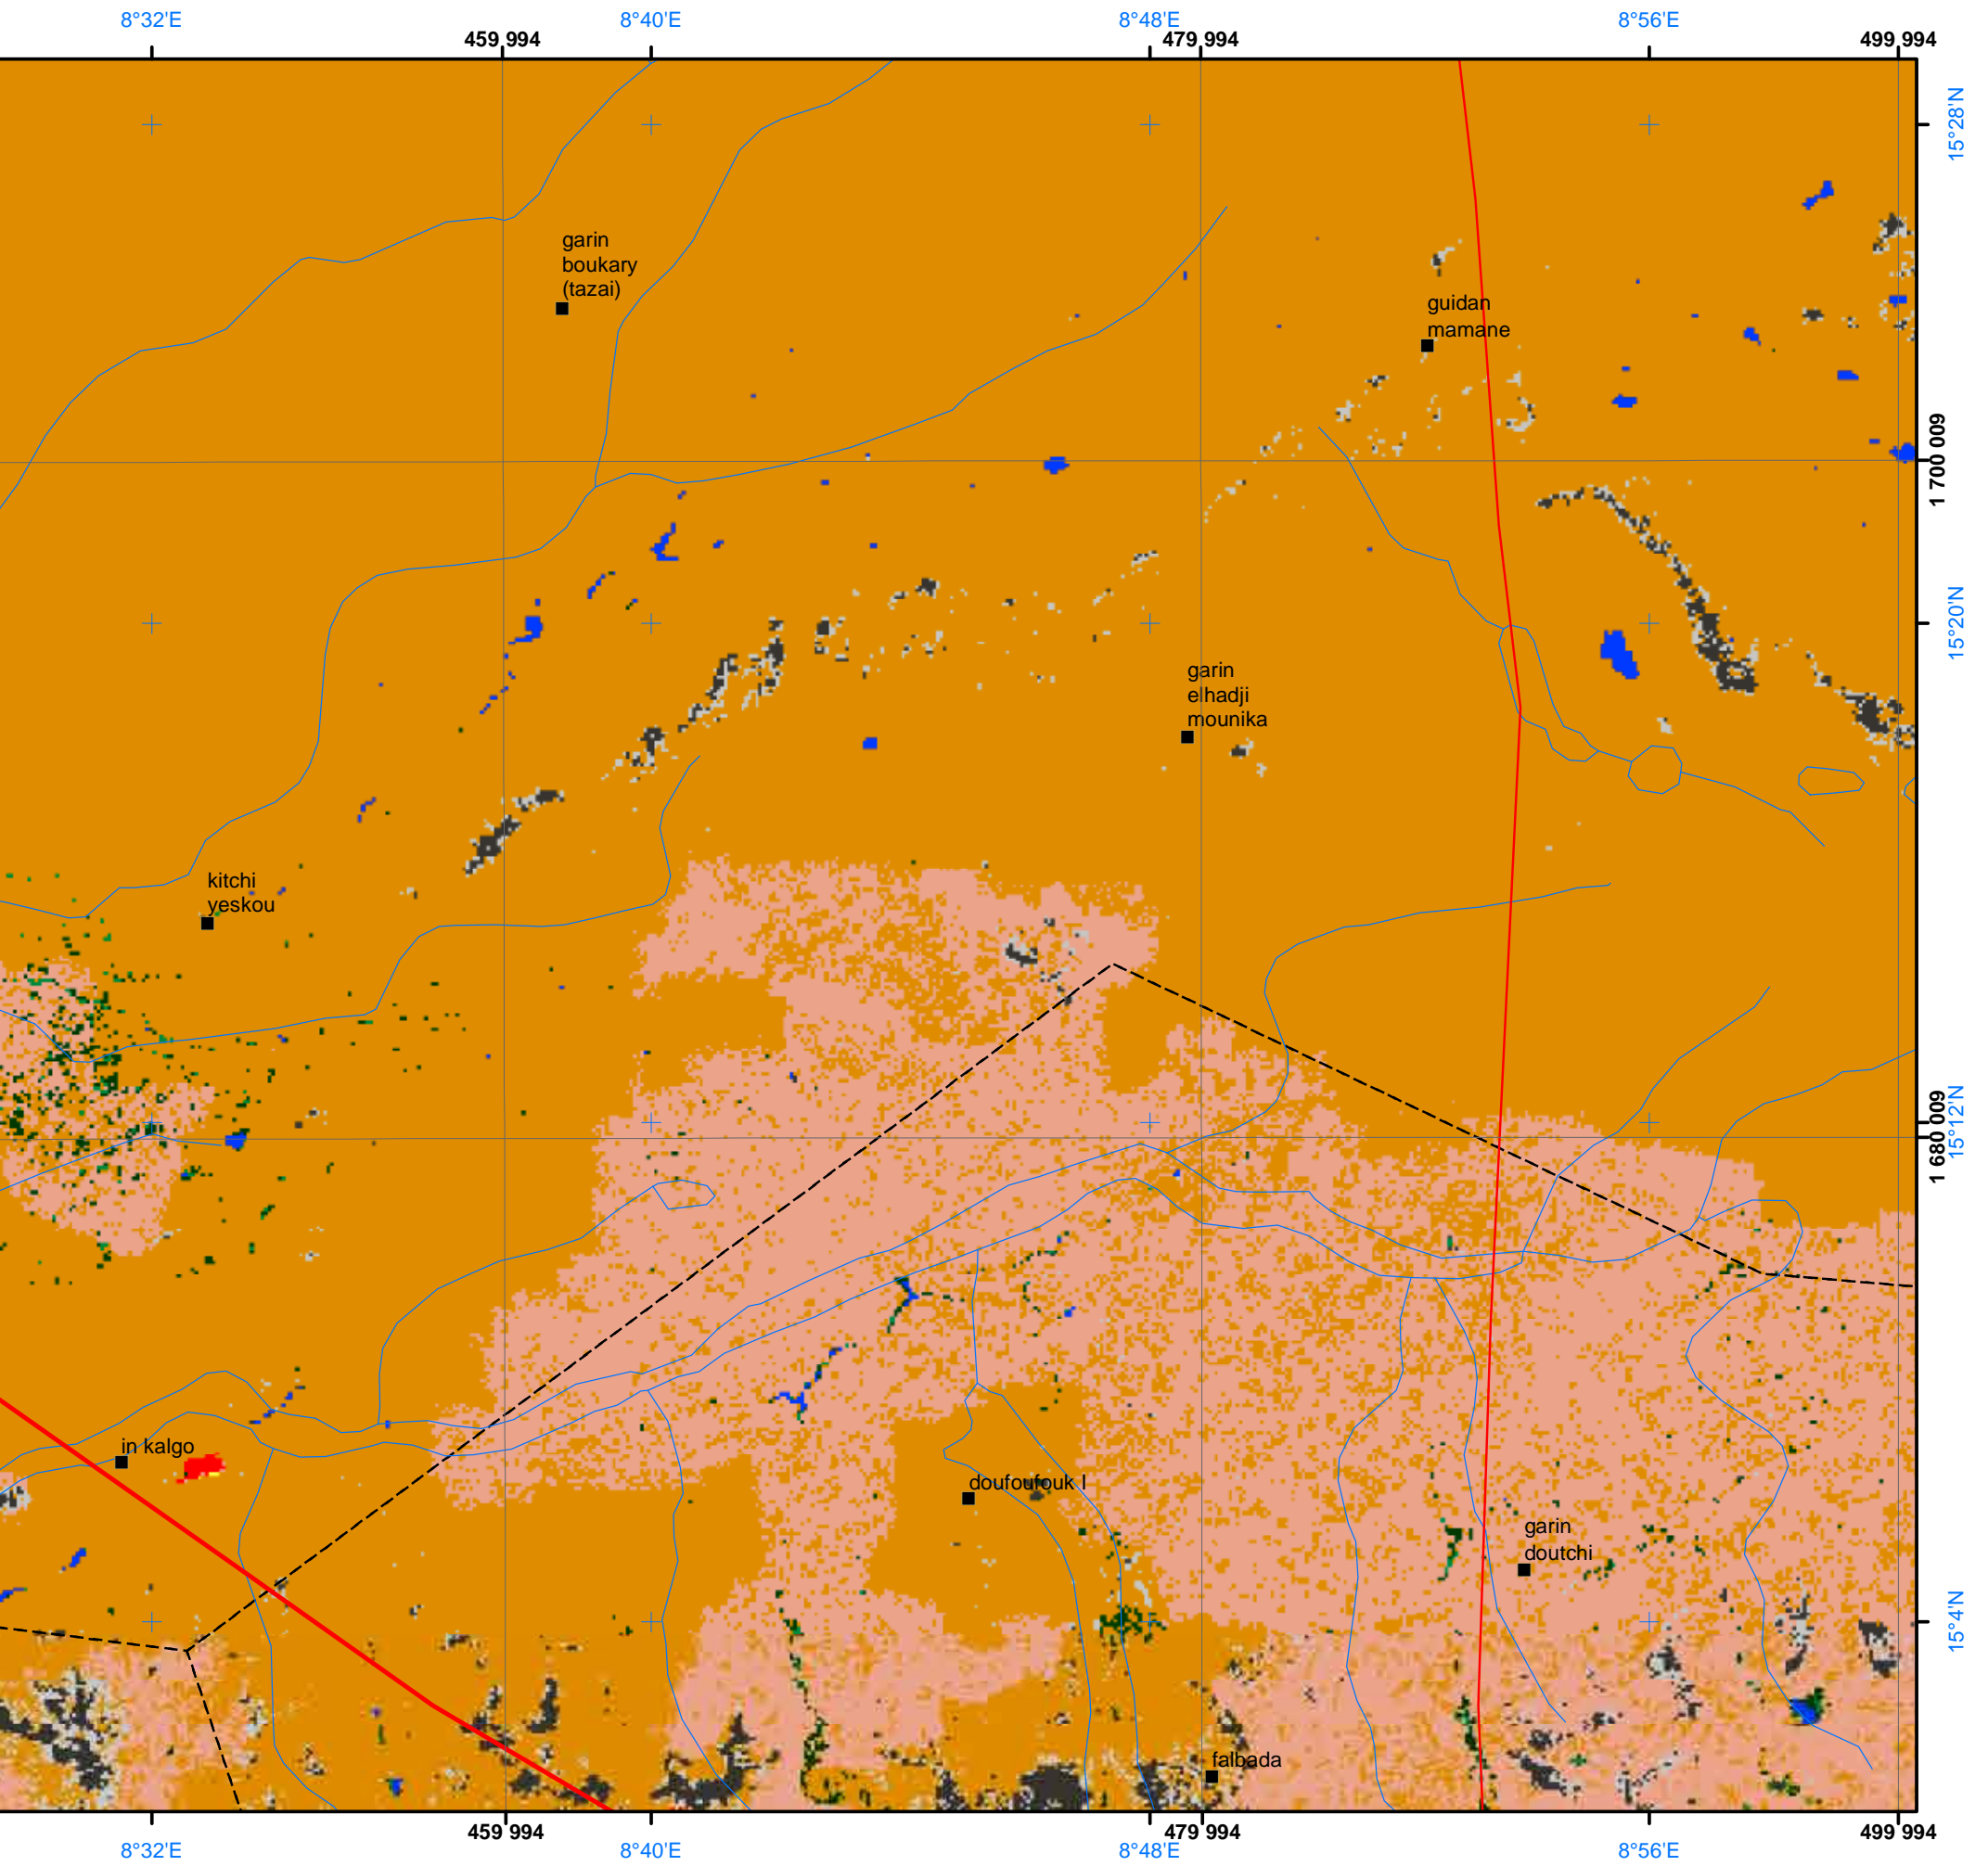 8°32'E
8°40'E
8°48'E
8°56'E
459 994
479 994
499 994
15°28'N
garin
boukary
(tazai)
guidan
mamane
1 700 009
15°20'N
garin
elhadji
mounika
kitchi
yeskou
15°12'N
1 680 009
in kalgo
doufoufouk I
garin
doutchi
15°4'N
falbada
459 994
479 994
499 994
8°32'E
8°40'E
8°48'E
8°56'E